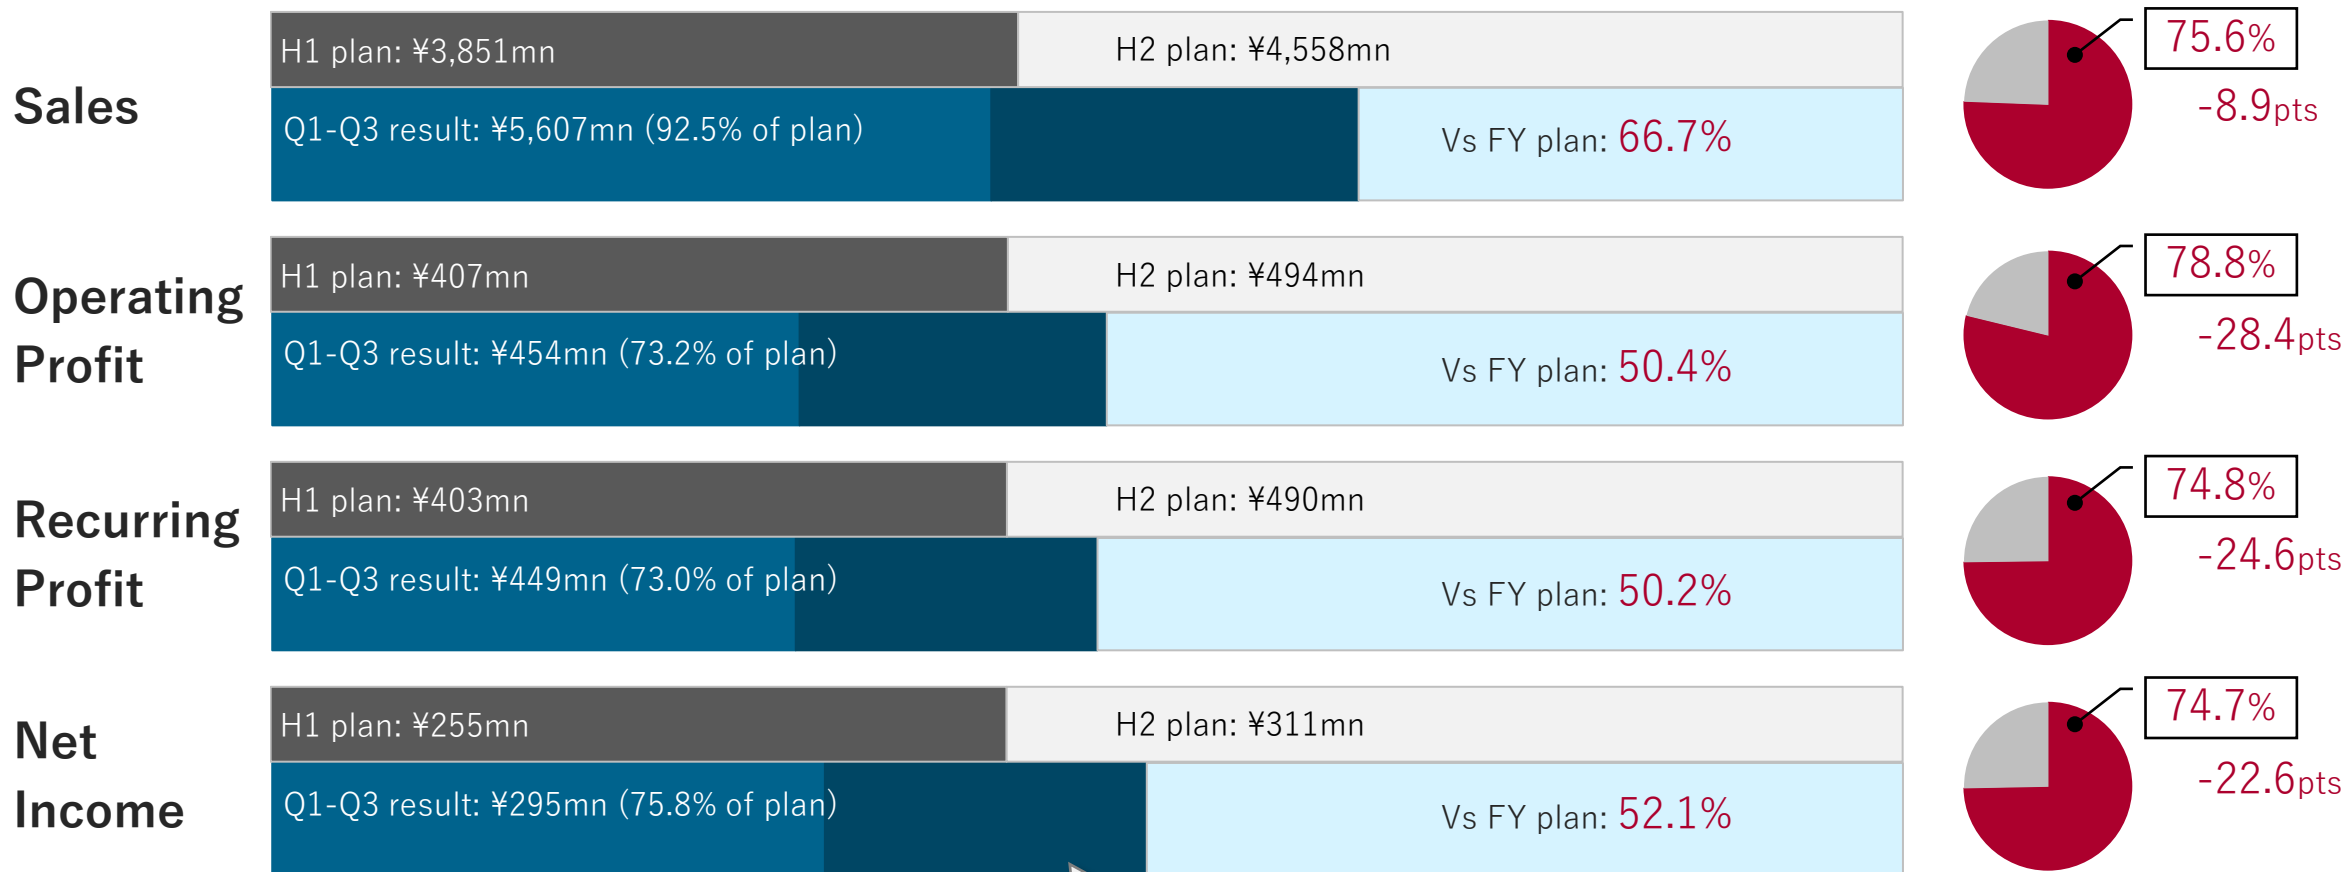 Sales
H1 plan: ¥3,851mn
H2 plan: ¥4,558mn
Q1-Q3 result: ¥5,607mn (92.5% of plan)
Vs FY plan: 66.7%
75.6%
-8.9pts
Operating
Profit
H1 plan: ¥407mn
H2 plan: ¥494mn
Q1-Q3 result: ¥454mn (73.2% of plan)
Vs FY plan: 50.4%
78.8%
-28.4pts
Recurring
Profit
H1 plan: ¥403mn
H2 plan: ¥490mn
Q1-Q3 result: ¥449mn (73.0% of plan)
Vs FY plan: 50.2%
74.8%
-24.6pts
Net
Income
H1 plan: ¥255mn
H2 plan: ¥311mn
Q1-Q3 result: ¥295mn (75.8% of plan)
Vs FY plan: 52.1%
74.7%
-22.6pts